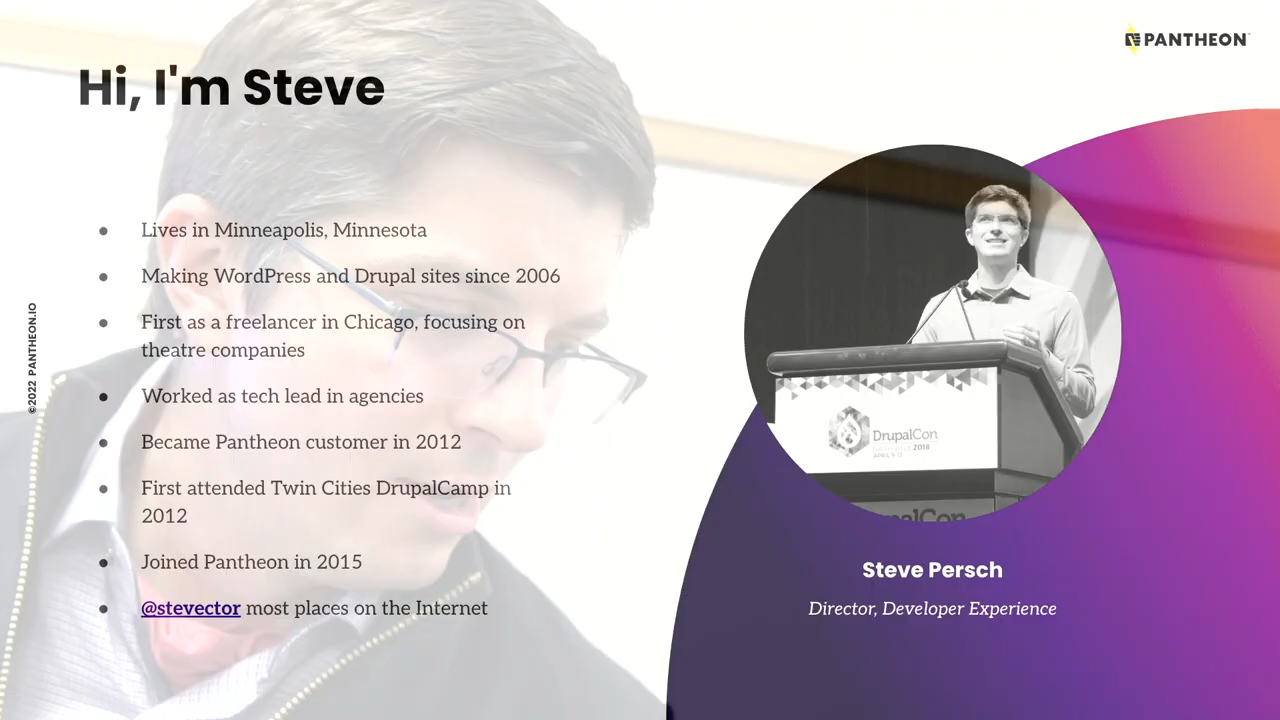 PANTHEON
Hi, I'm Steve
Lives in Minneapolis, Minnesota
Making WordPress and Drupal sites since 2006
First as a freelancer in Chicago, focusing on
theatre companies
Worked as tech lead in agencies
Became Pantheon customer in 2012
First attended Twin Cities DrupalCamp in
2012
Joined Pantheon in 2015
@stevector most places on the Internet
©2022 PANTHEON.IO
DrupalCon
2018
DrupalCon
Steve Persch
Director, Developer Experience